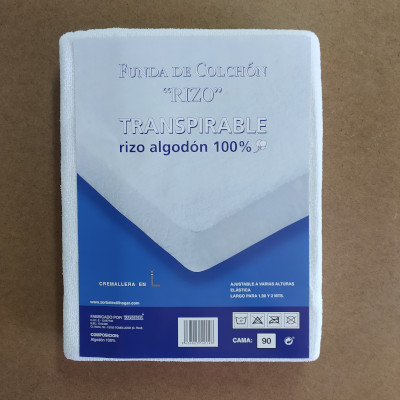 FUNDA DE COLCHÓN
"RIZO"
TRANSPIRABLE
rizo algodón 100%
CREMALLERA EN L
AJUSTABLE A VARIAS ALTURAS
ELÁSTICA
LARGO PARA 1,90 Y 2 MTS.
FABRICADO POR
COMPOSICION:
Algodón 100%
CAMA: 90